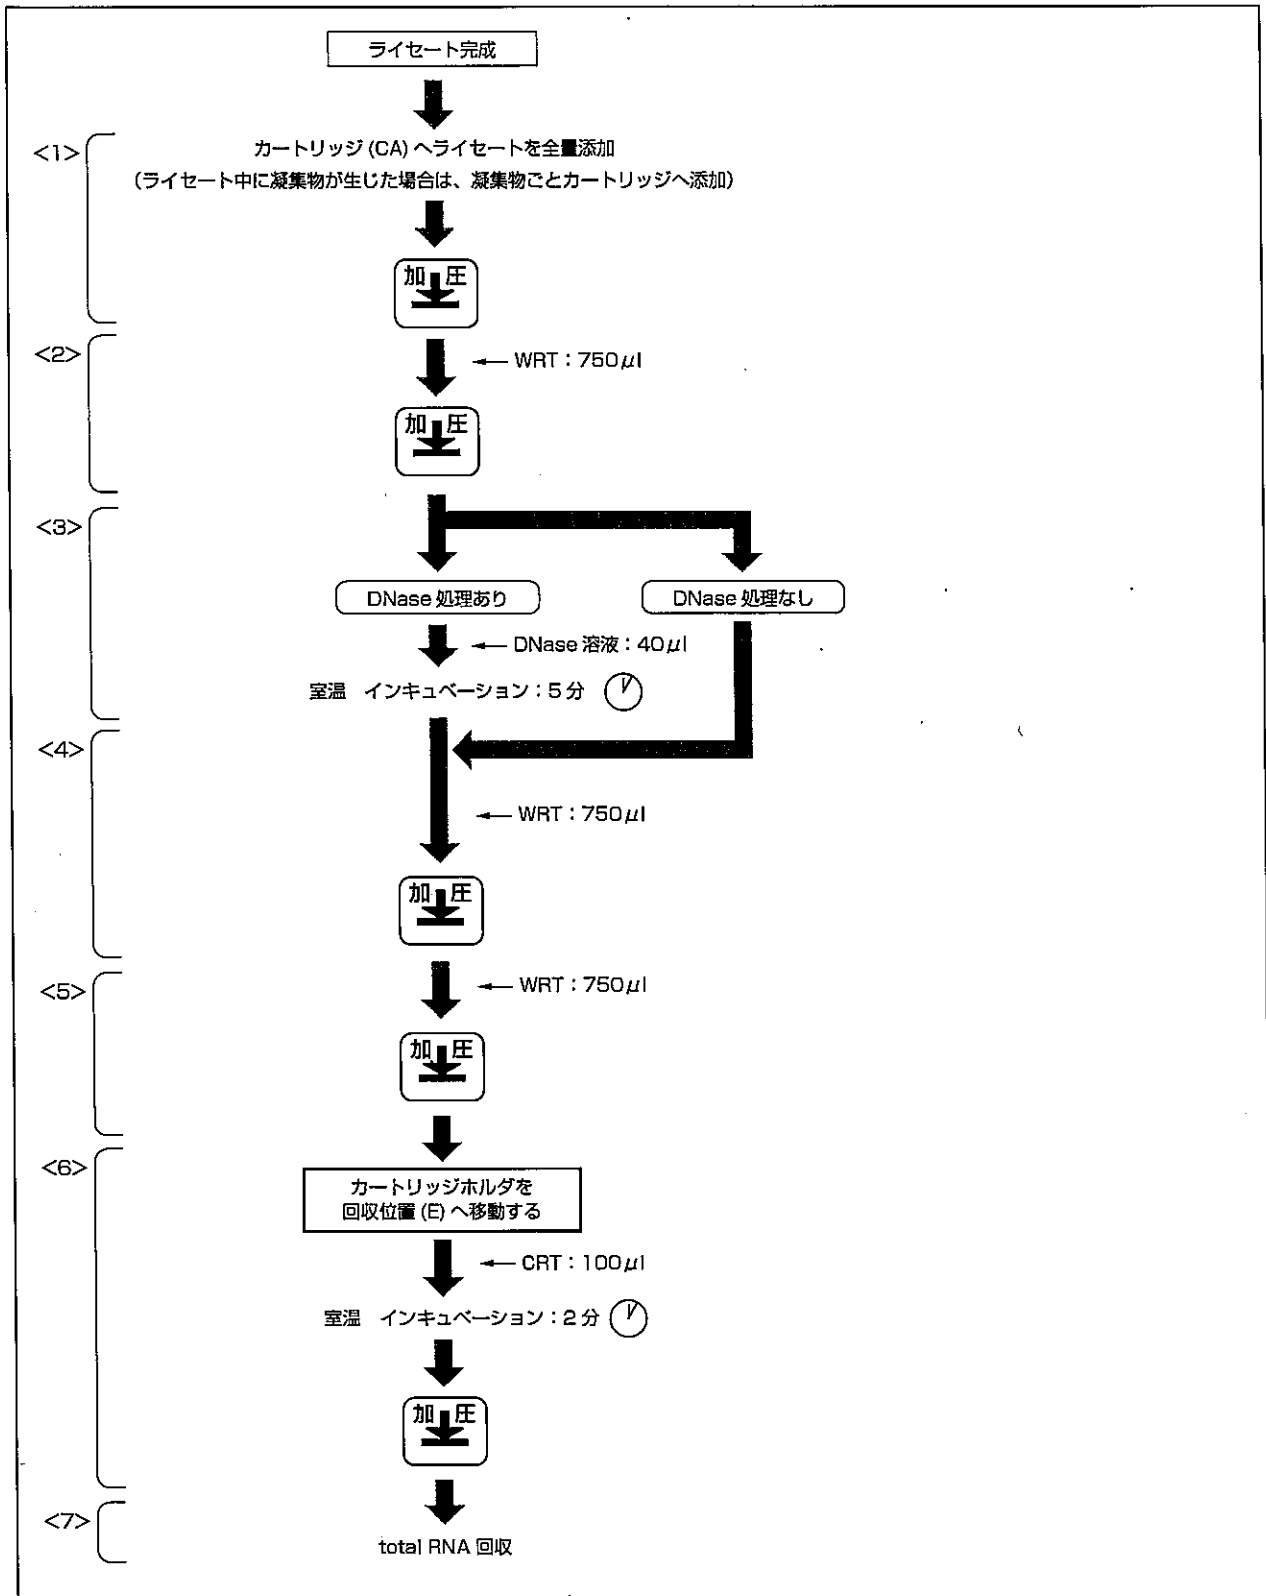 ライセート完成
<1>
カートリッジ (CA) へライセートを全量添加
(ライセート中に凝集物が生じた場合は、凝集物ごとカートリッジへ添加)
加圧
<2>
WRT：750μl
加圧
<3>
DNase 処理あり
DNase 処理なし
DNase 溶液：40μl
室温　インキュベーション：5分
<4>
WRT：750μl
加圧
<5>
WRT：750μl
加圧
<6>
カートリッジホルダを
回収位置 (E) へ移動する
CRT：100μl
室温　インキュベーション：2分
加圧
<7>
total RNA 回収